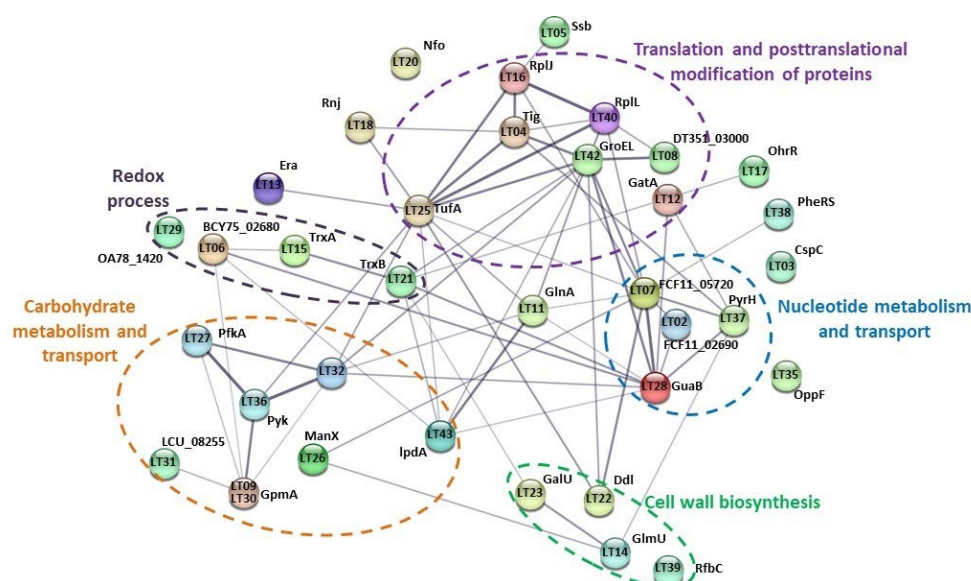 Ssb
LT05
Nfo
LT20
Translation and posttranslational
modification of proteins
RplJ
LT16
Rnj
LT18
Tig
LT04
RplL
LT40
DT351_03000
GroEL
LT42
LT08
OhrR
LT17
Era
LT13
GatA
LT12
PheRS
LT38
Redox
process
LT25
TufA
BCY75_02680
LT29
OA78_1420
LT06
TrxA
LT15
TrxB
LT21
CspC
LT03
FCF11_05720
LT07
PyrH
LT37
Nucleotide metabolism
and transport
GlnA
LT11
LT02
FCF11_02690
Carbohydrate
metabolism and
transport
PfkA
LT27
LT32
LT28
GuaB
LT35
OppF
LT36
Pyk
LCU_08255
LT31
ManX
LT26
LT43
lpdA
LT09
LT30
GpmA
GalU
LT23
Ddl
LT22
Cell wall biosynthesis
GlmU
LT14
LT39
RfbC